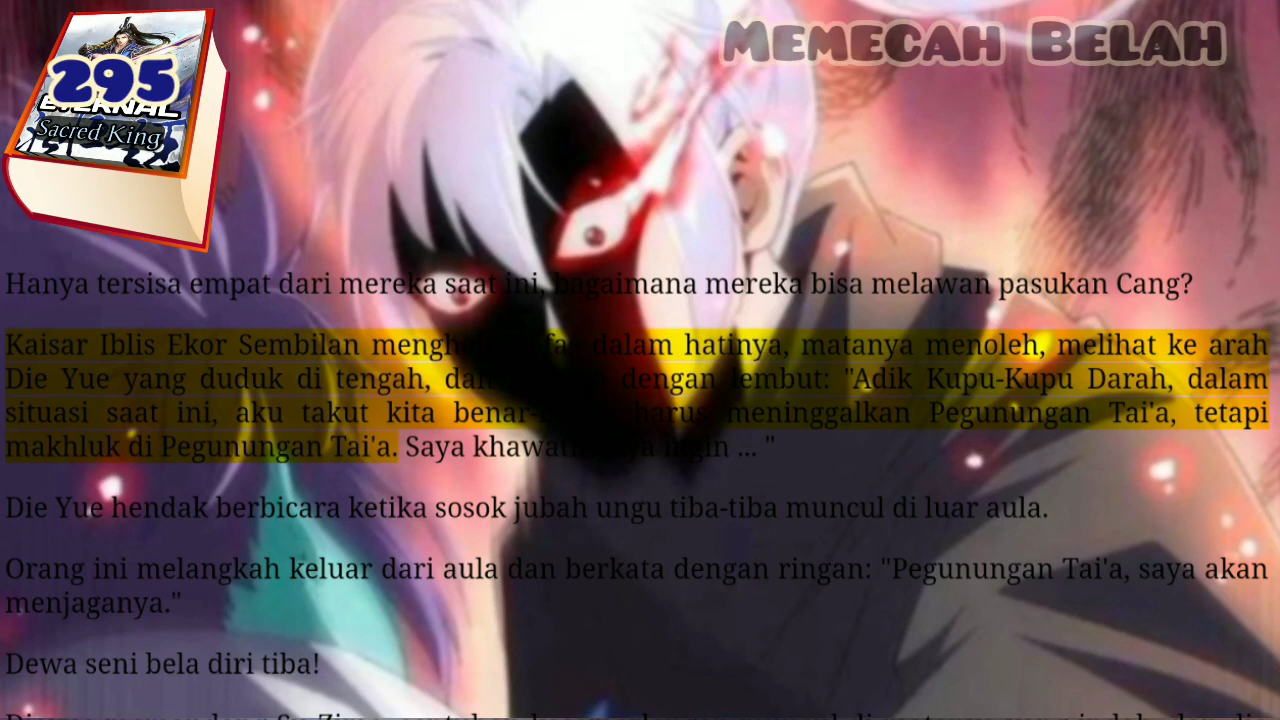 Memecah Belah
295
ETERNAL
Sacred King
Hanya tersisa empat dari mereka saat ini, bagaimana mereka bisa melawan pasukan Cang?
Kaisar Iblis Ekor Sembilan dalam hatinya, matanya menoleh, melihat ke arah
Die Yue yang duduk di tengah, dan dengan lembut: "Adik Kupu-Kupu Darah, dalam
situasi saat ini, aku takut kita harus meninggalkan Pegunungan Tai'a, tetapi
makhluk di Pegunungan Tai'a. Saya khawatir saya ingin ... "
Die Yue hendak berbicara ketika sosok jubah ungu tiba-tiba muncul di luar aula.
Orang ini melangkah keluar dari aula dan berkata dengan ringan: "Pegunungan Tai'a, saya akan
menjaganya."
Dewa seni bela diri tiba!